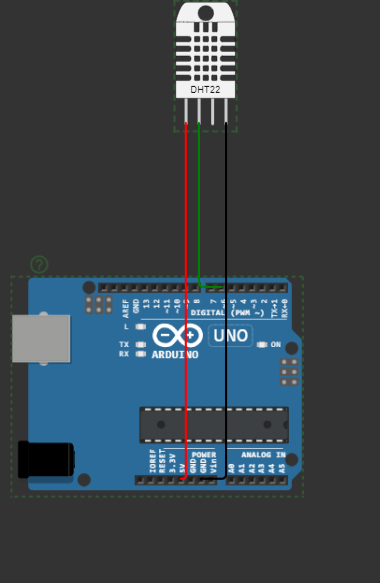 DHT22
?
AREF
GND
13
12
~11
~10
8
7
~5
4
~3
2
TX→1
RX←0
DIGITAL (PWM ~)
L
TX
RX
UNO
ON
ARDUINO
IOREF
RESET
3.3V
5V
GND
GND
Vin
POWER
ANALOG IN
A0
A1
A2
A3
A4
A5